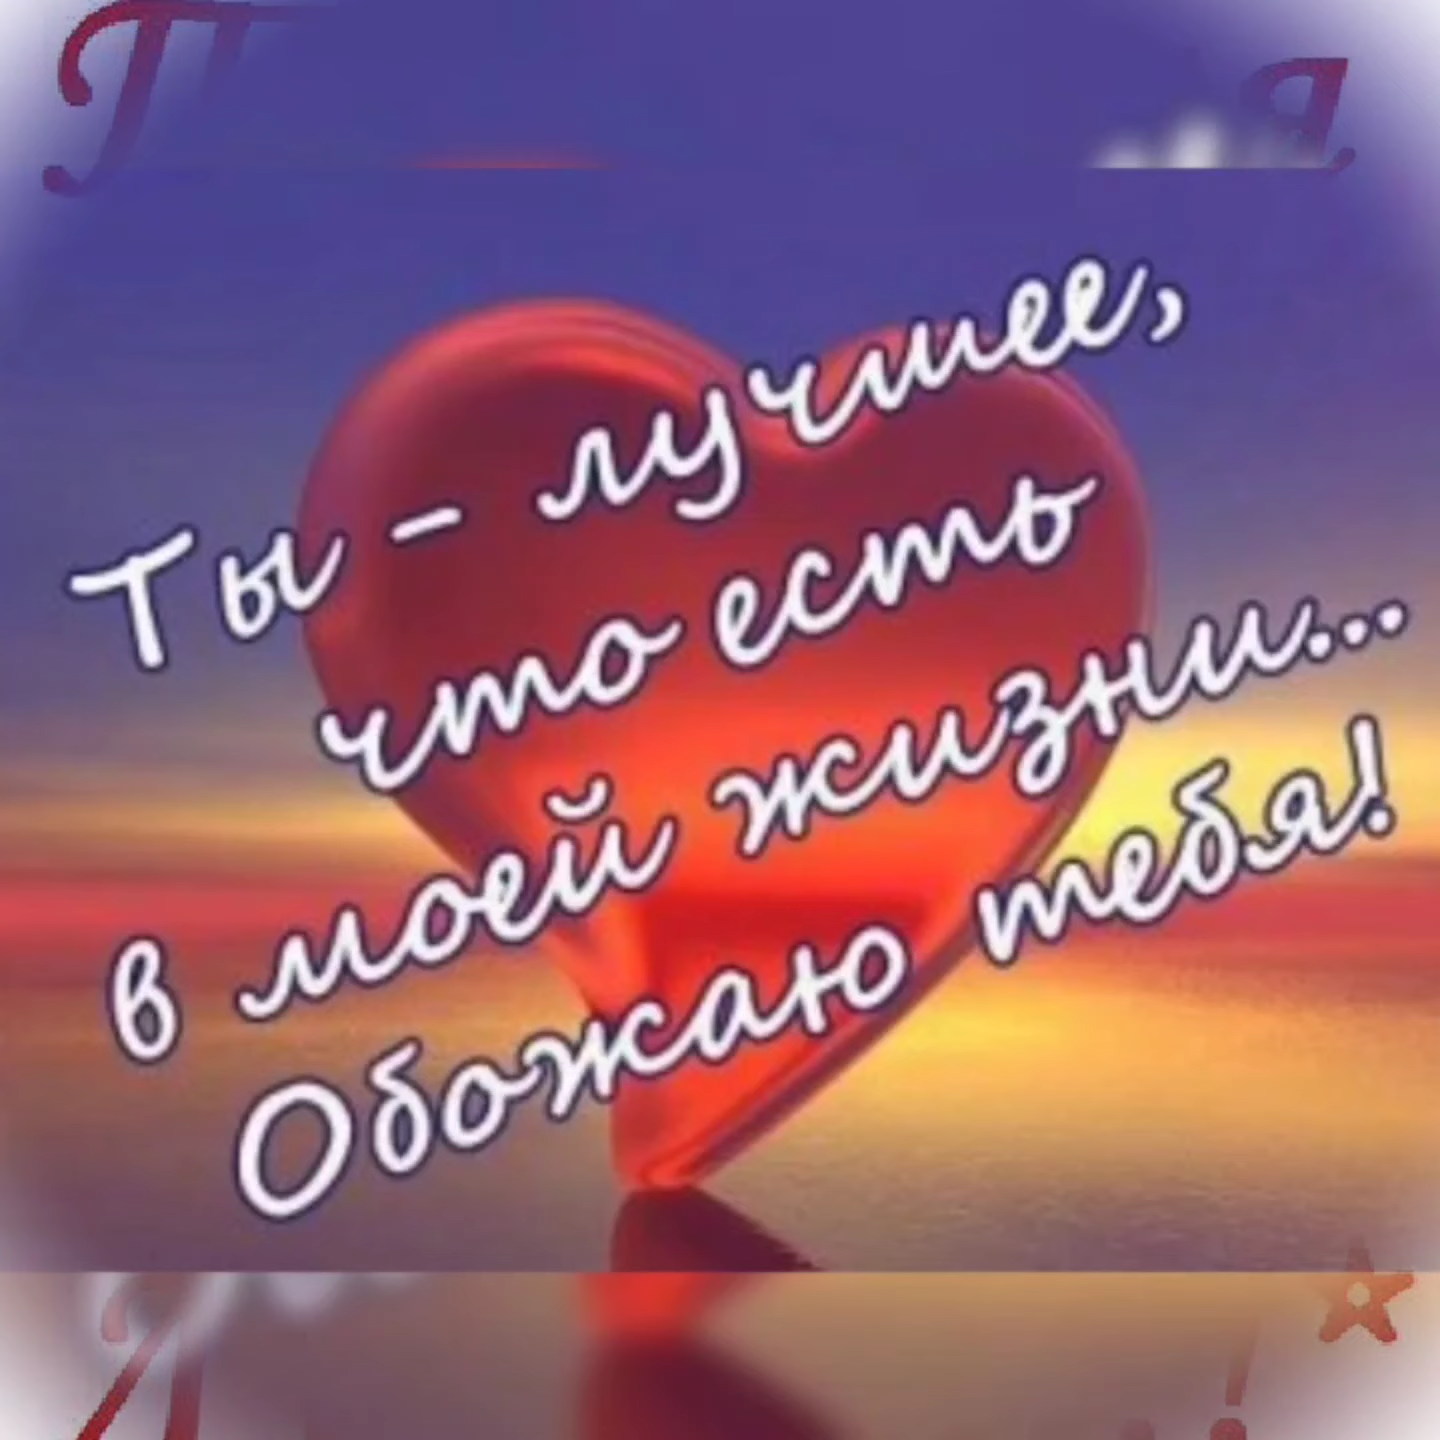 Ты - лучшее,
что есть
в моей жизни...
Обожаю тебя!